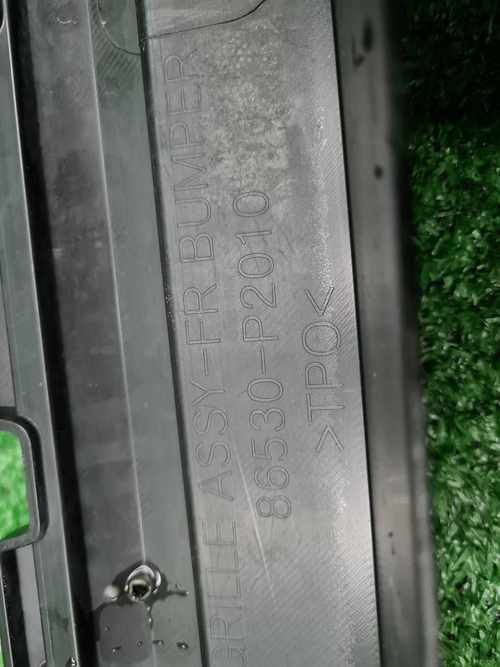 GRILLE ASSY-FR BUMPER
86530-P2010
>TPO<